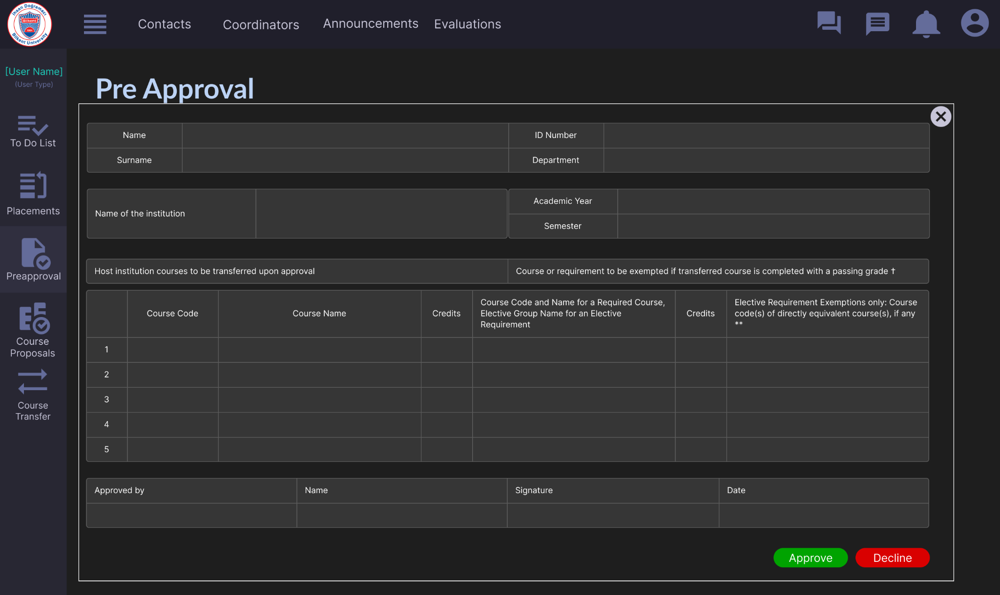 İhsan Doğramacı
Bilkent
1984
Bilkent University
Contacts
Coordinators
Announcements
Evaluations
[User Name]
(User Type)
To Do List
Placements
Preapproval
Course
Proposals
Course
Transfer
Pre Approval
Name
ID Number
Surname
Department
Name of the institution
Academic Year
Semester
Host institution courses to be transferred upon approval
Course or requirement to be exempted if transferred course is completed with a passing grade †
Course Code
Course Name
Credits
Course Code and Name for a Required Course,
Elective Group Name for an Elective
Requirement
Credits
Elective Requirement Exemptions only: Course
code(s) of directly equivalent course(s), if any
**
1
2
3
4
5
Approved by
Name
Signature
Date
Approve
Decline